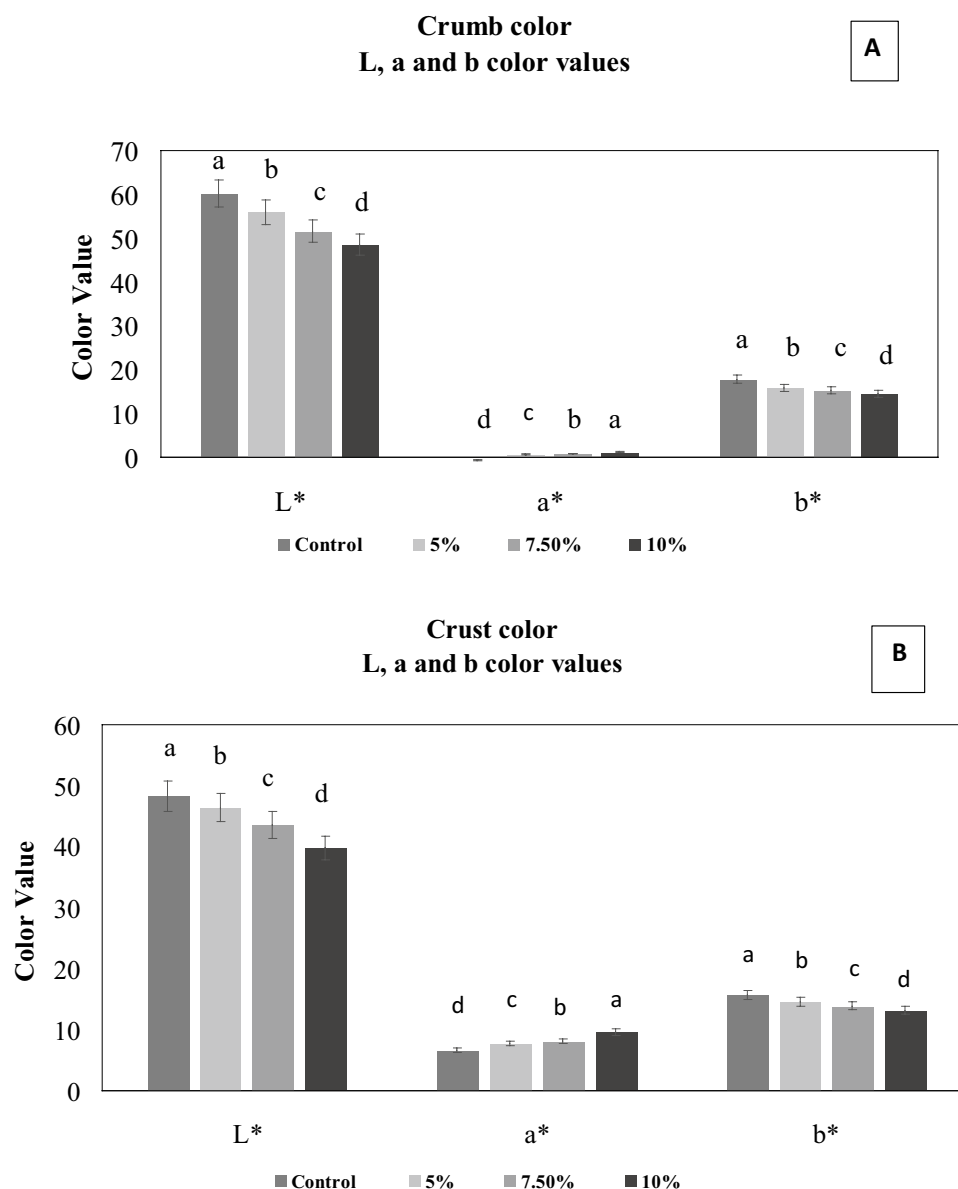 Crumb color
L, a and b color values
A
70
60
50
40
30
20
10
0
Color Value
a b c d
d c b a
a b c d
L* a* b*
Control 5% 7.50% 10%
Crust color
L, a and b color values
B
60
50
40
30
20
10
0
Color Value
a b c d
d c b a
a b c d
L* a* b*
Control 5% 7.50% 10%